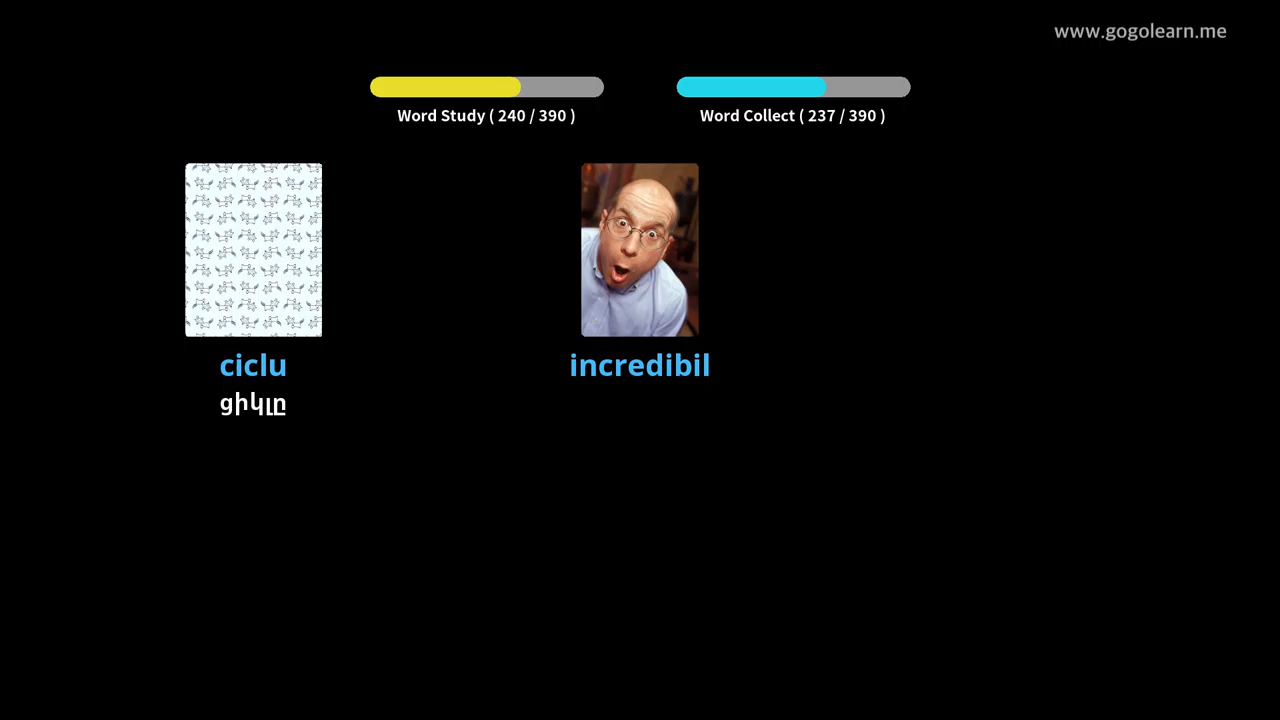 www.gogolearn.me
Word Study ( 240 / 390 )
Word Collect ( 237 / 390 )
ciclu
ցիկլը
incredibil